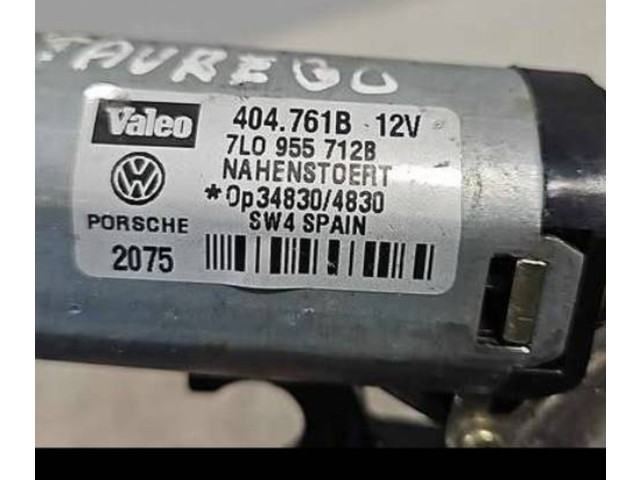 TAUREGO
Valeo 404.761B 12V
7L0 955 712B
NAHENSTOERT
*Op34830/4830
PORSCHE SW4 SPAIN
2075